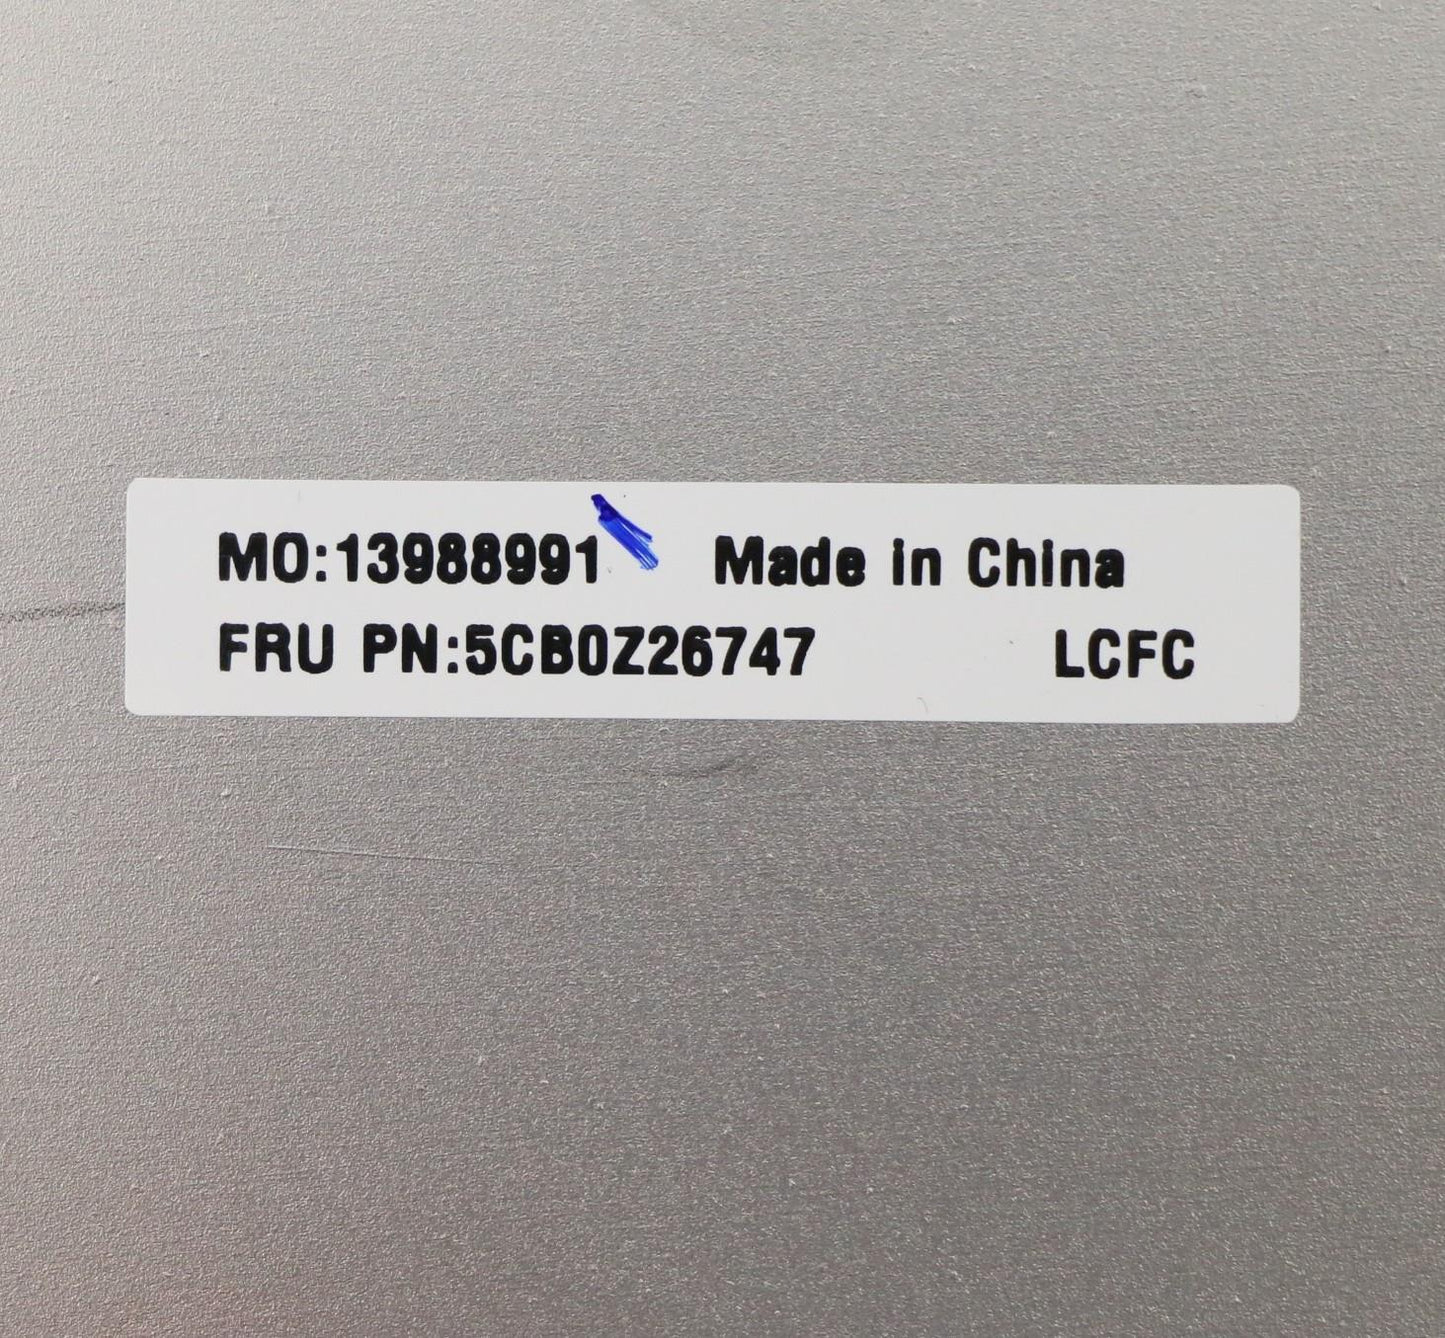 MO:13988991 Made in China
FRU PN:5CB0Z26747 LCFC